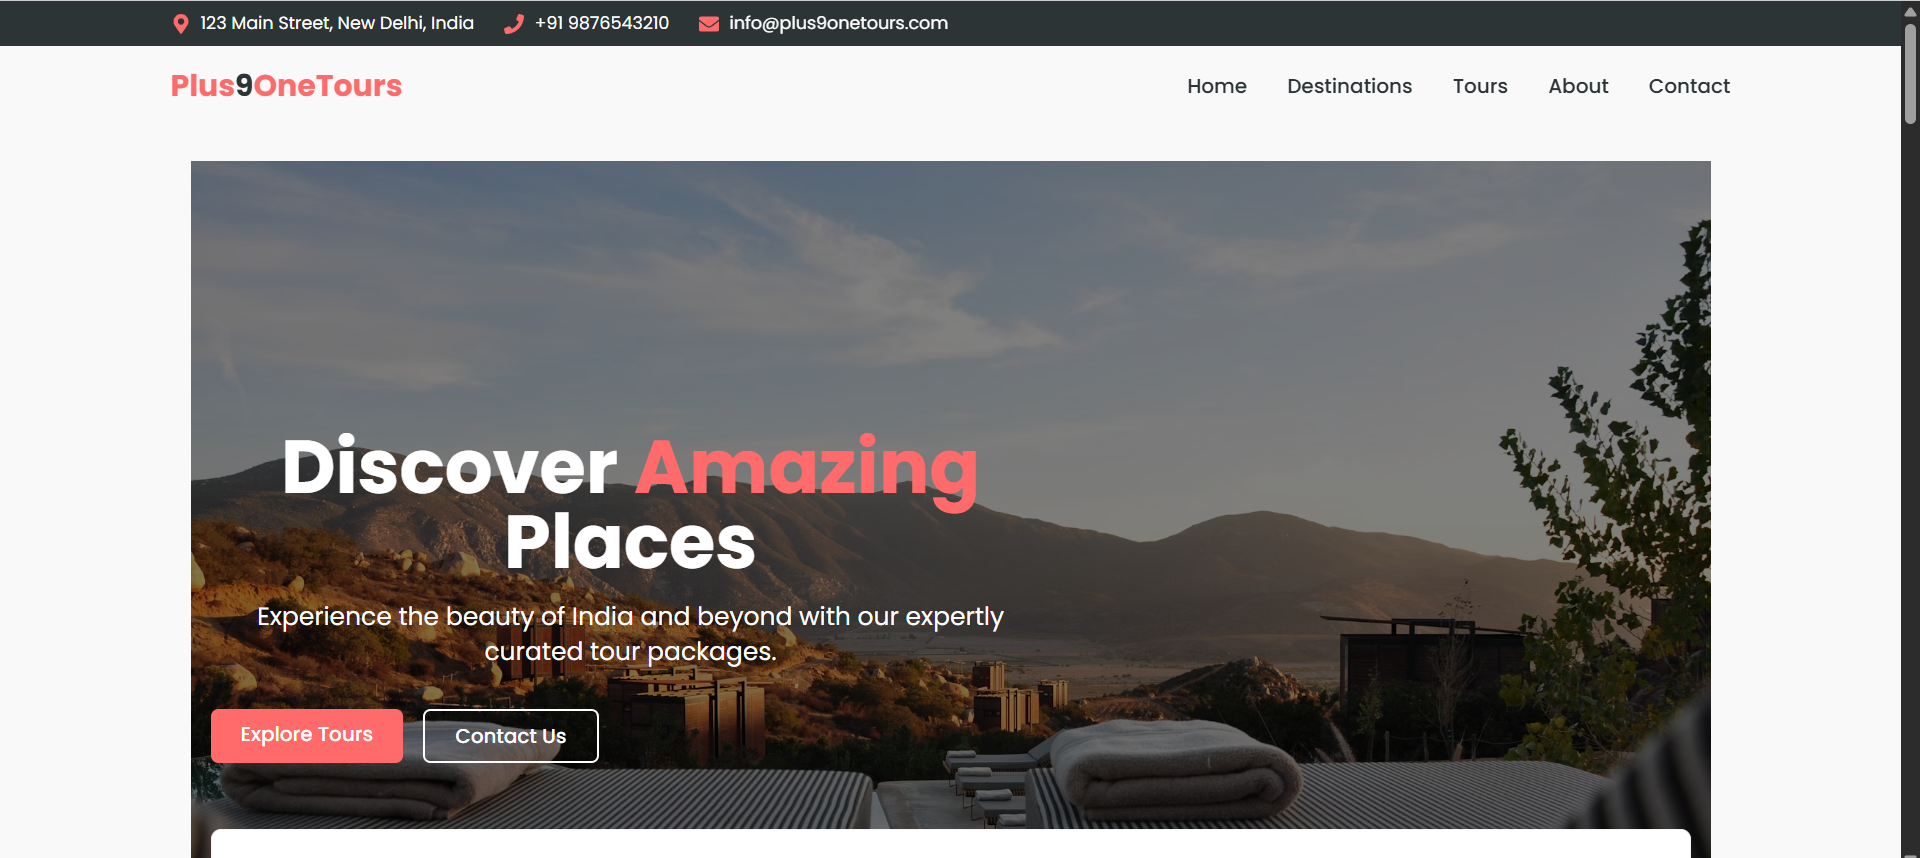 123 Main Street, New Delhi, India +91 9876543210 info@plus9onetours.com
Plus9OneTours Home Destinations Tours About Contact
Discover Amazing
Places
Experience the beauty of India and beyond with our expertly
curated tour packages.
Explore Tours Contact Us